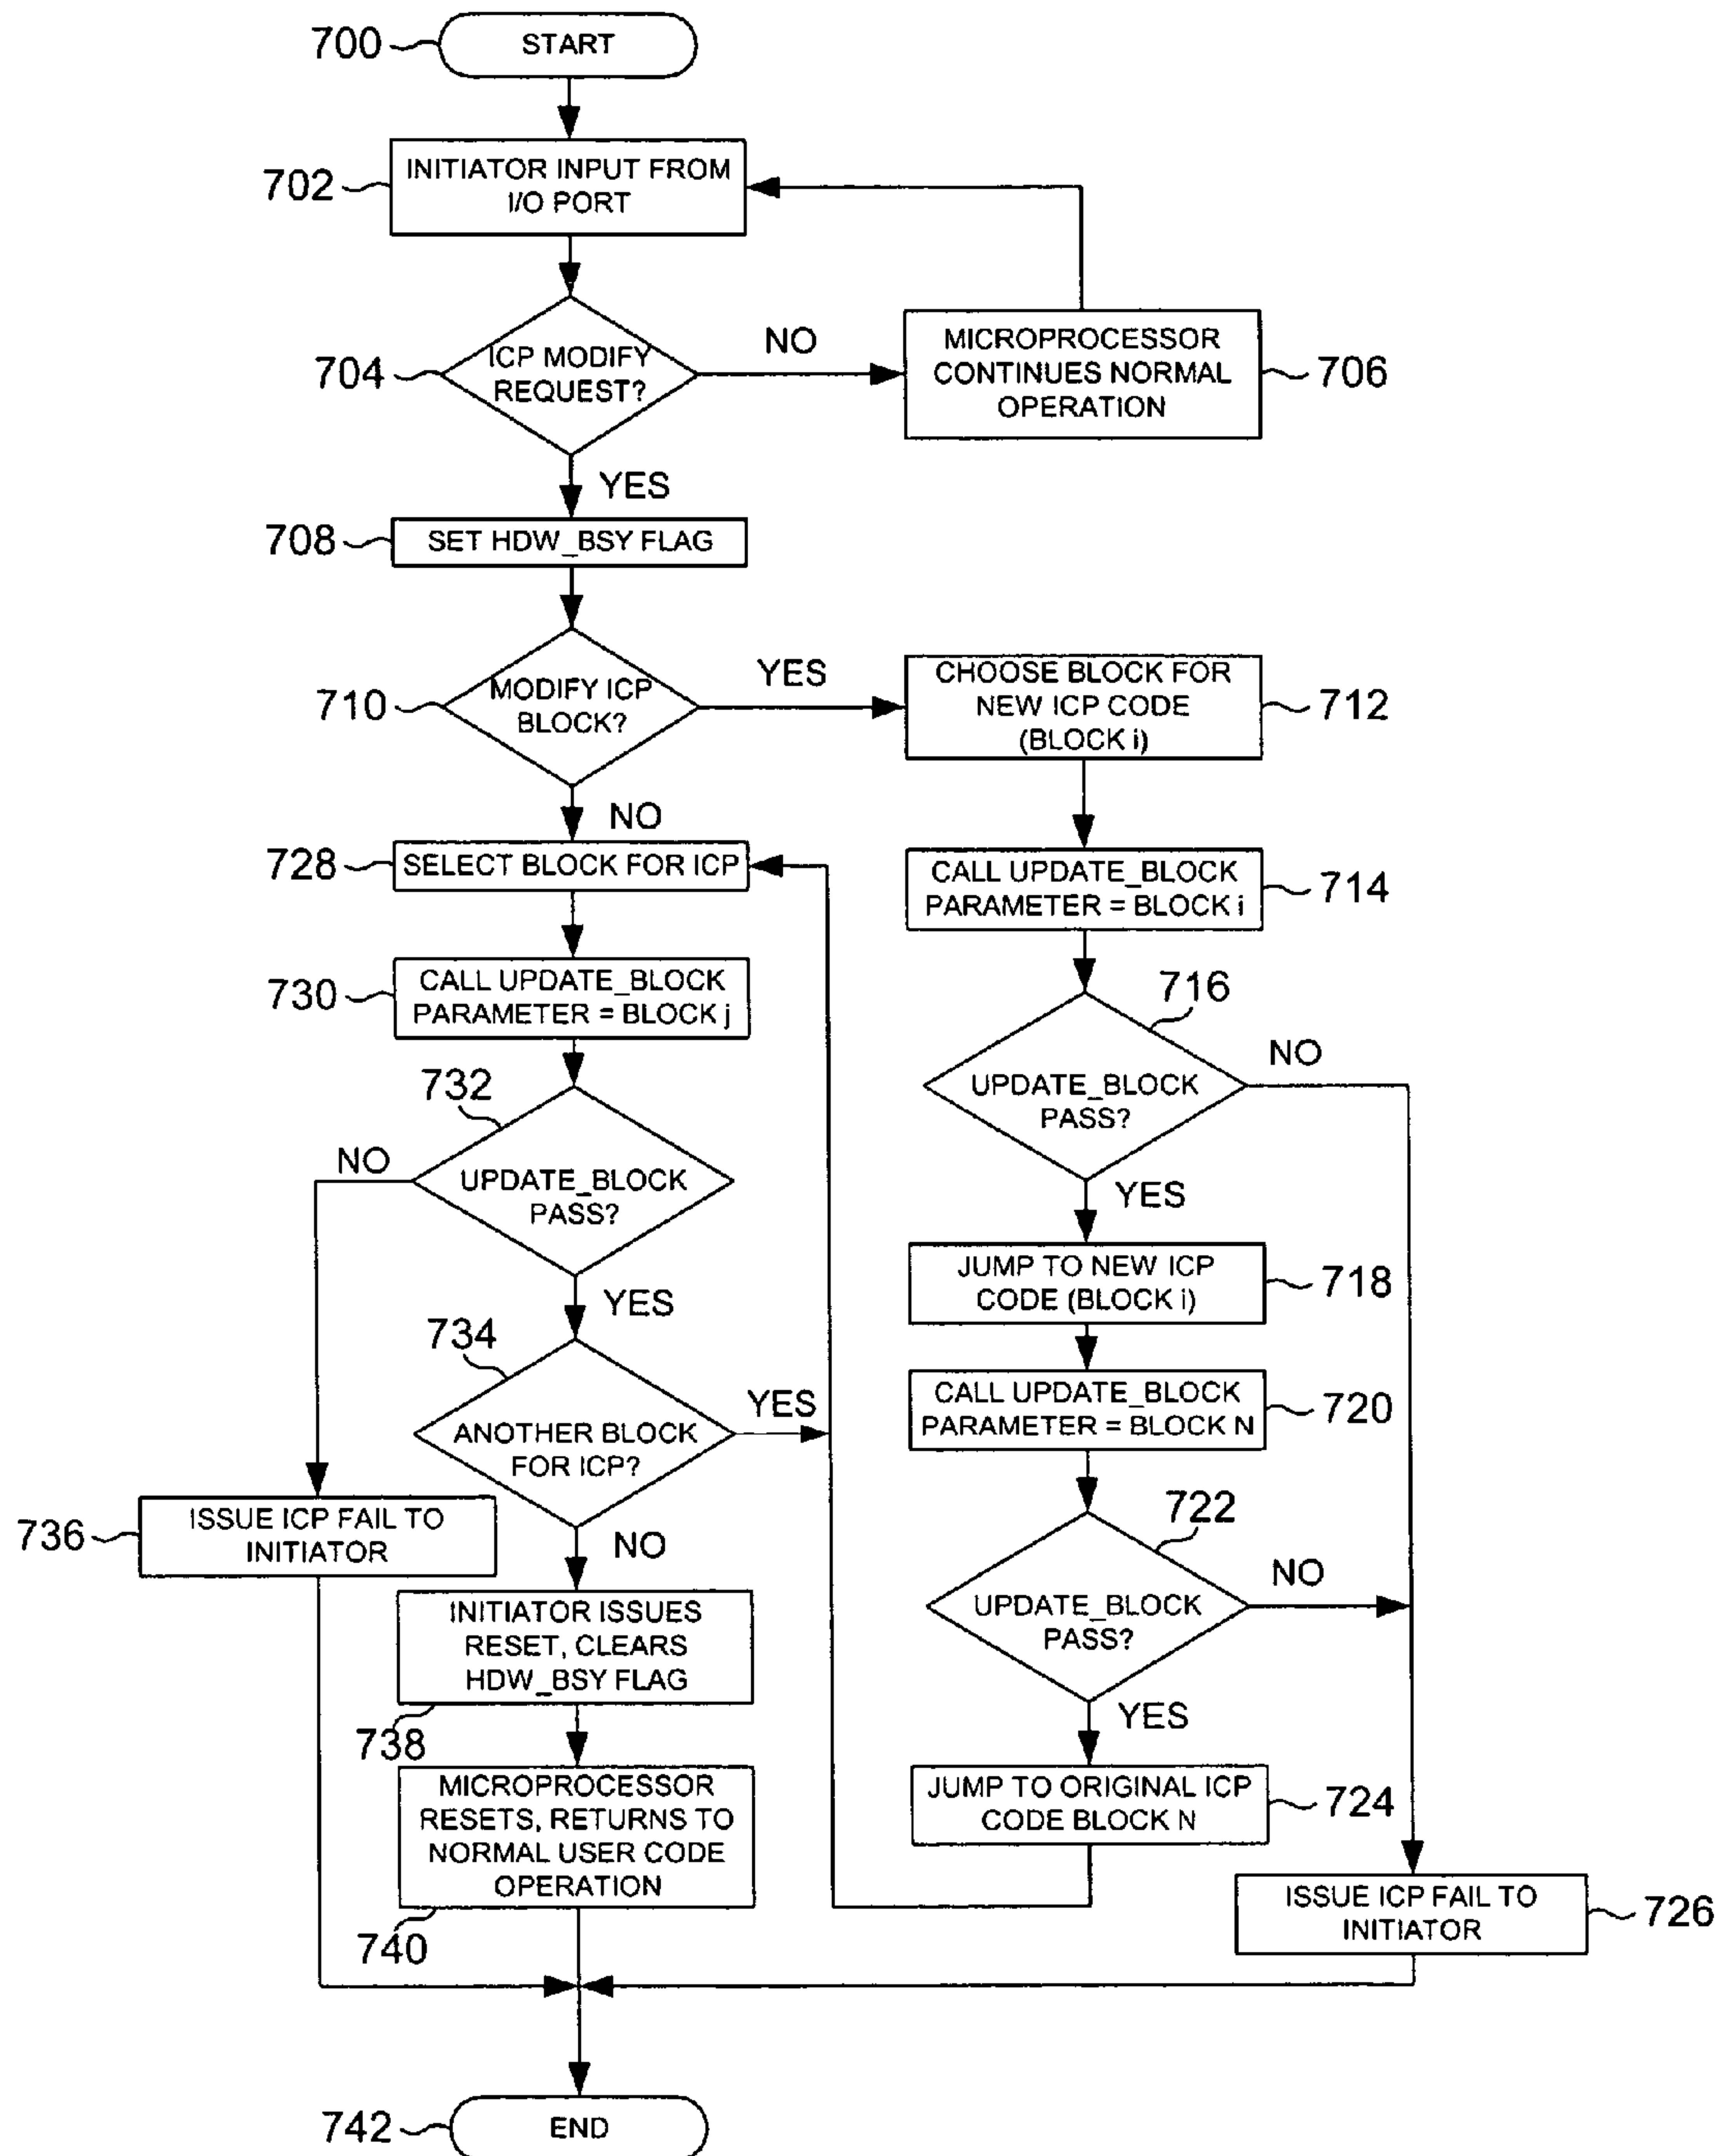 700
START
702
INITIATOR INPUT FROM
I/O PORT
704
ICP MODIFY
REQUEST?
NO
MICROPROCESSOR
CONTINUES NORMAL
OPERATION
706
YES
708
SET HDW_BSY FLAG
710
MODIFY ICP
BLOCK?
YES
CHOOSE BLOCK FOR
NEW ICP CODE
(BLOCK i)
712
NO
728
SELECT BLOCK FOR ICP
CALL UPDATE_BLOCK
PARAMETER = BLOCK i
714
730
CALL UPDATE_BLOCK
PARAMETER = BLOCK j
716
UPDATE_BLOCK
PASS?
NO
YES
732
UPDATE_BLOCK
PASS?
NO
YES
JUMP TO NEW ICP
CODE (BLOCK i)
718
734
ANOTHER BLOCK
FOR ICP?
YES
CALL UPDATE_BLOCK
PARAMETER = BLOCK N
720
736
ISSUE ICP FAIL TO
INITIATOR
NO
722
UPDATE_BLOCK
PASS?
NO
YES
INITIATOR ISSUES
RESET, CLEARS
HDW_BSY FLAG
738
MICROPROCESSOR
RESETS, RETURNS TO
NORMAL USER CODE
OPERATION
740
JUMP TO ORIGINAL ICP
CODE BLOCK N
724
ISSUE ICP FAIL TO
INITIATOR
726
742
END